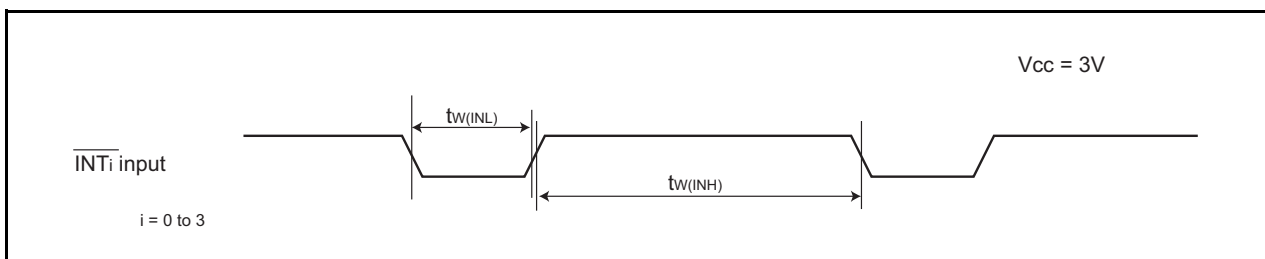 Vcc = 3V
tW(INL)
INTi input
tW(INH)
i = 0 to 3